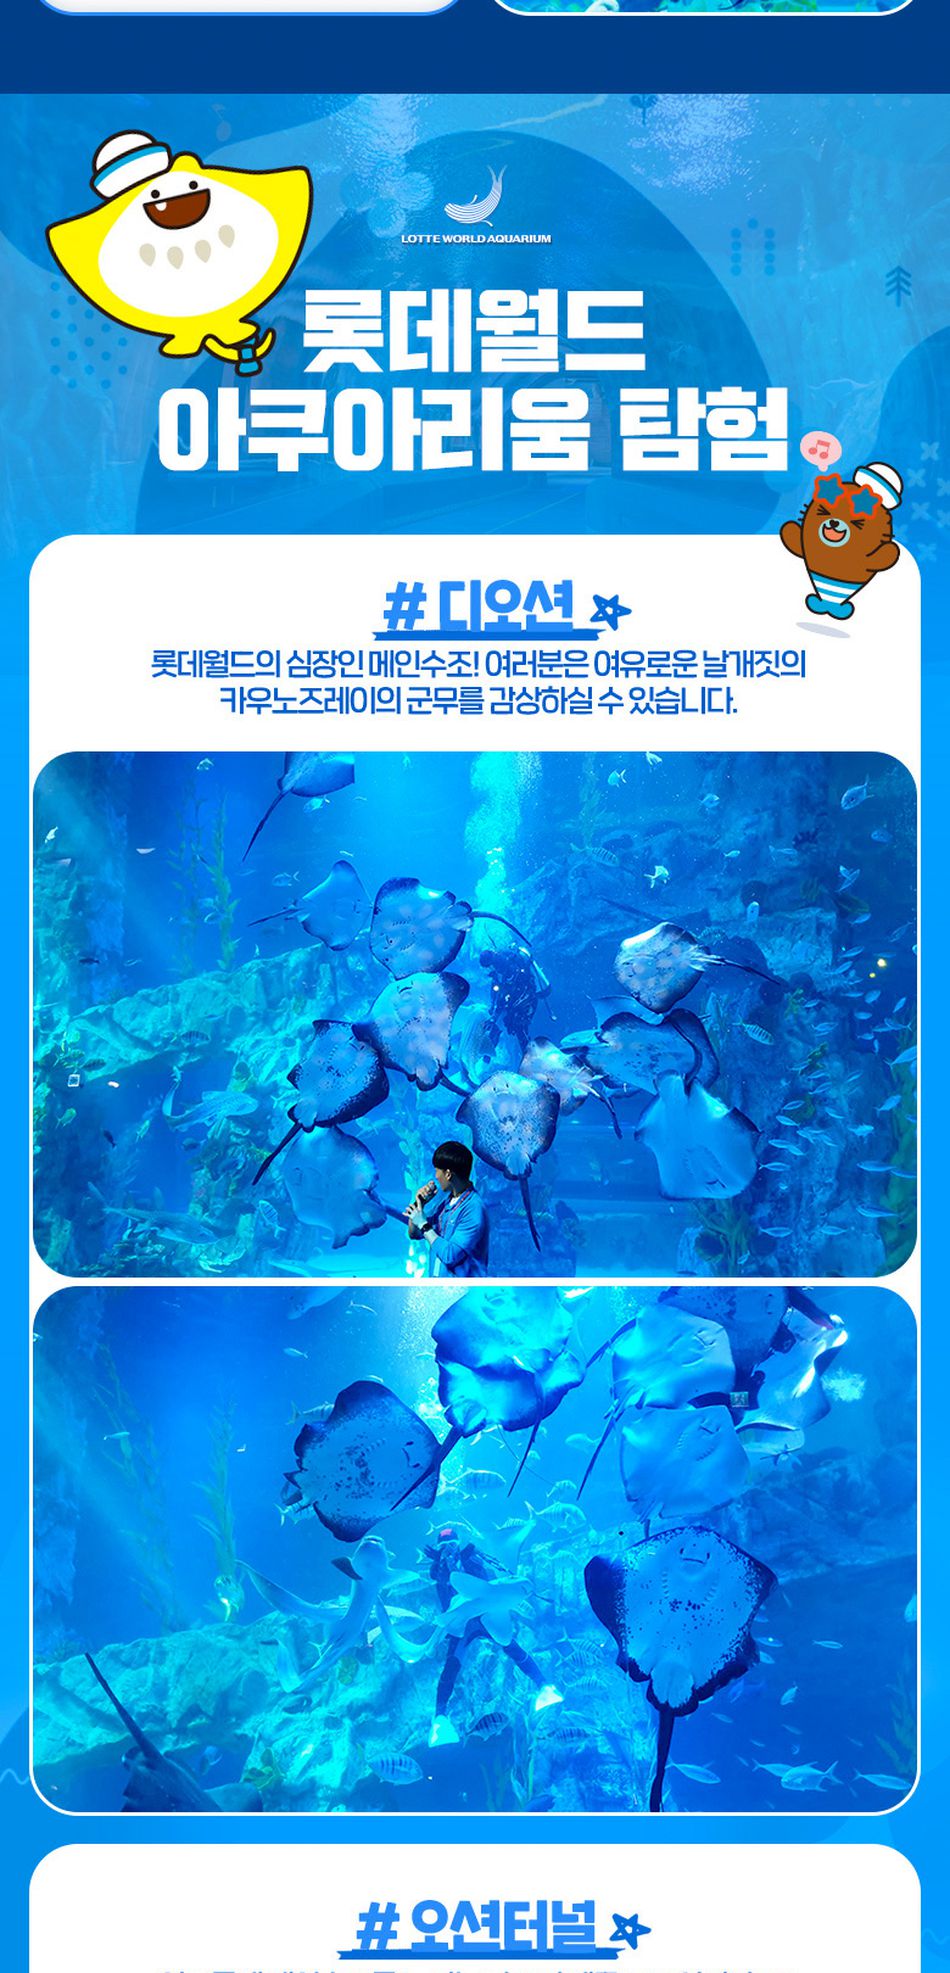 LOTTE WORLD AQUARIUM
롯데월드
아쿠아리움 탐험
# 디오션
롯데월드의 심장인 메인수조! 여러분은 여유로운 날개짓의
카우노즈레이의 군무를 감상하실 수 있습니다.
# 오션터널